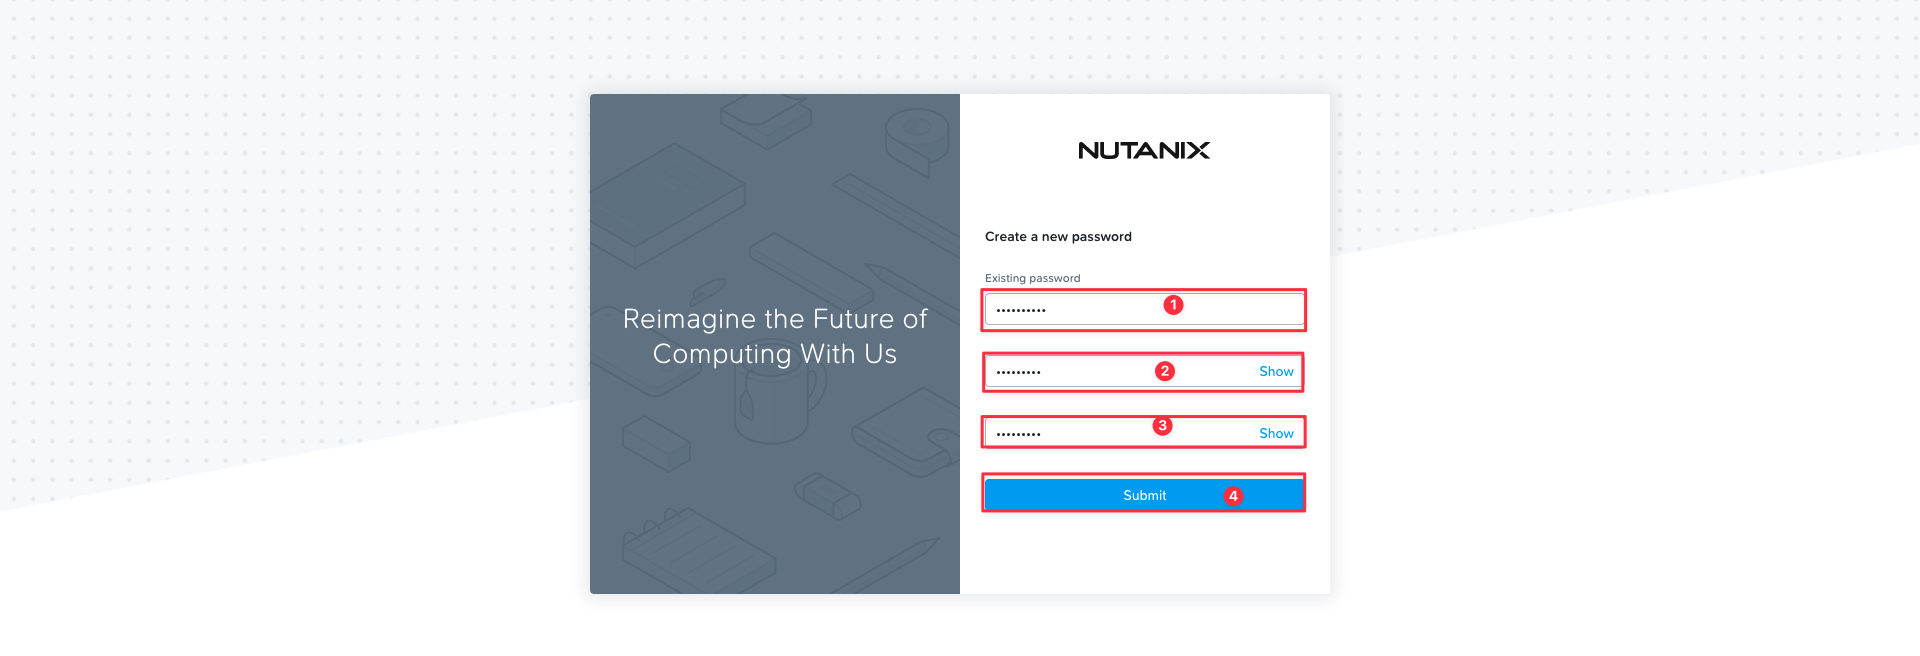 NUTANIX
Reimagine the Future of
Computing With Us
Create a new password
Existing password
••••••••••
1
•••••••••
2
Show
•••••••••
3
Show
Submit
4